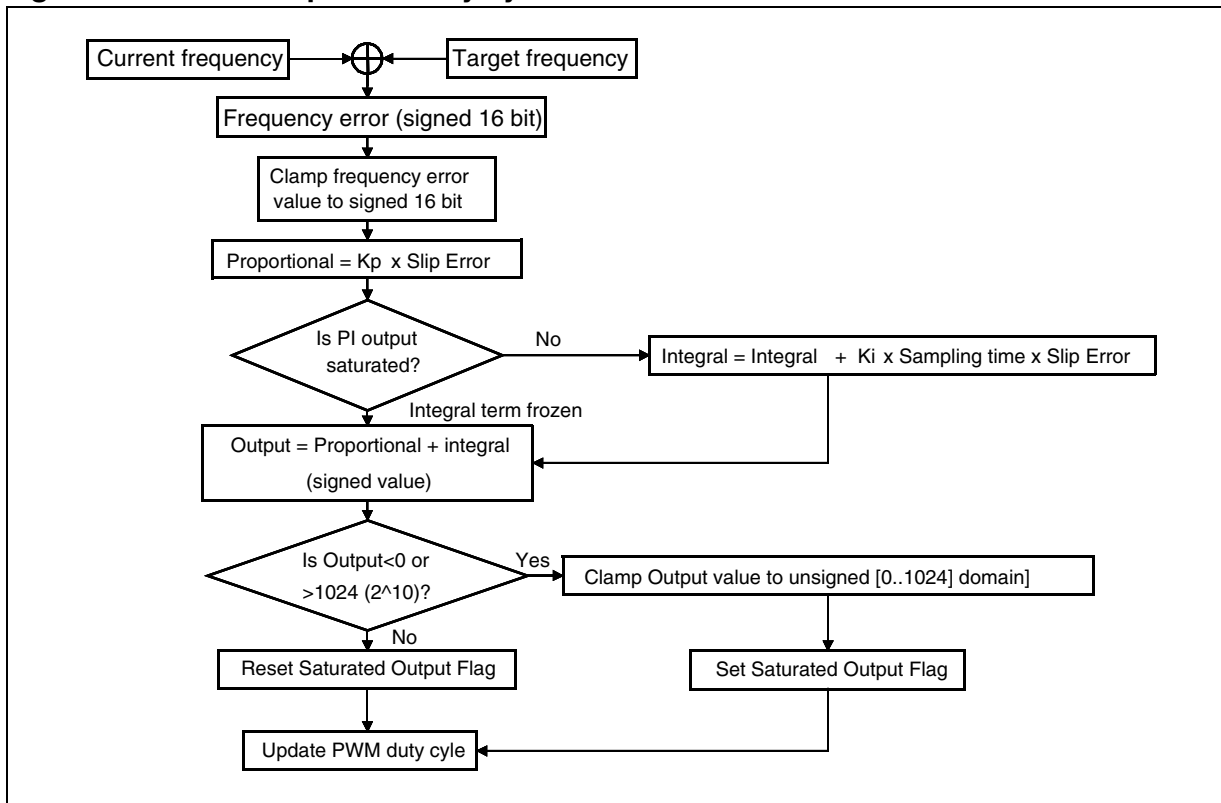 Current frequency
Target frequency
Frequency error (signed 16 bit)
Clamp frequency error
value to signed 16 bit
Proportional = Kp x Slip Error
Is PI output
saturated?
No
Integral = Integral + Ki x Sampling time x Slip Error
Integral term frozen
Output = Proportional + integral
(signed value)
Is Output<0 or
>1024 (2^10)?
Yes
Clamp Output value to unsigned [0..1024] domain]
No
Reset Saturated Output Flag
Set Saturated Output Flag
Update PWM duty cyle